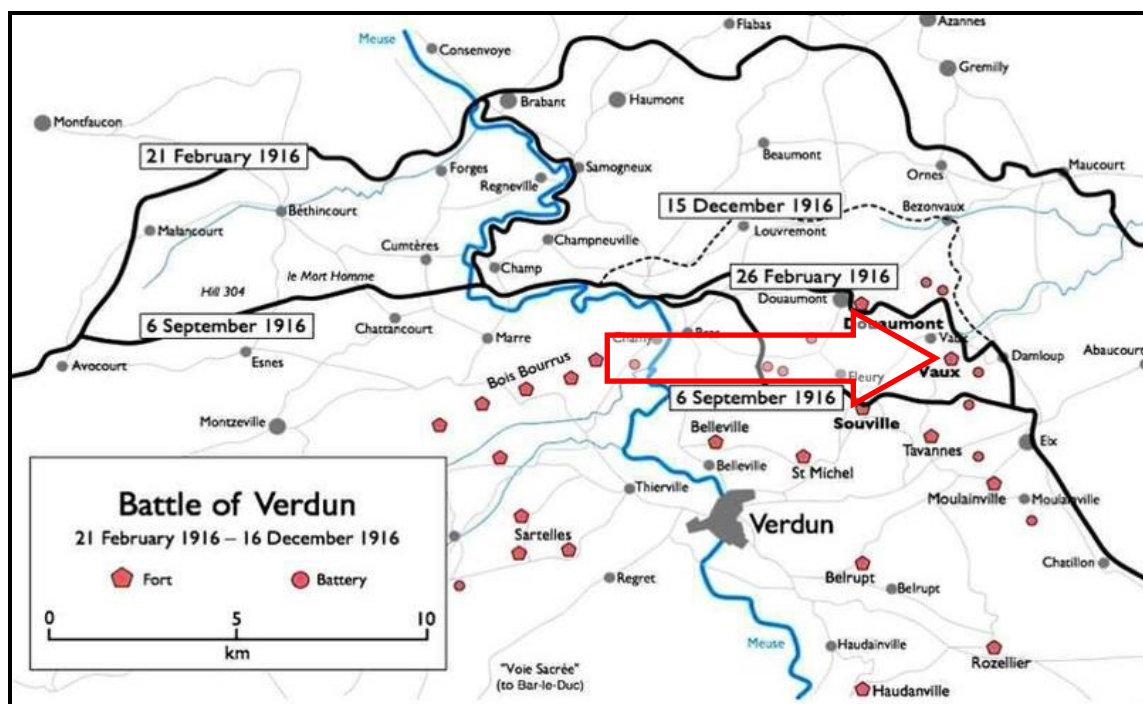 Flabas
Azannes
Meuse
Consenvoye
Gremilly
Brabant
Haumont
Montfaucon
21 February 1916
Beaumont
Samogneux
Forges
Regneville
Ornes
Maucourt
Béthincourt
15 December 1916
Bezonvaux
Malancourt
Louvremont
Cumtères
Champneuville
Champ
le Mort Homme
26 February 1916
Hill 304
Douaumont
6 September 1916
Chattancourt
Douaumont
Marre
Charny
Bras
Vaux
Avocourt
Esnes
Damloup
Abaucourt
Bois Bourrus
Fleury
Vaux
6 September 1916
Montzeville
Belleville
Souville
Tavannes
Eix
Belleville
St Michel
Moulainville
Moulainville
Thierville
Battle of Verdun
21 February 1916 – 16 December 1916
Verdun
Sartelles
Fort
Battery
Chatillon
Regret
Belrupt
Belrupt
0 5 10
km
Meuse
Haudainville
Rozellier
"Voie Sacrée"
(to Bar-le-Duc)
Haudanville